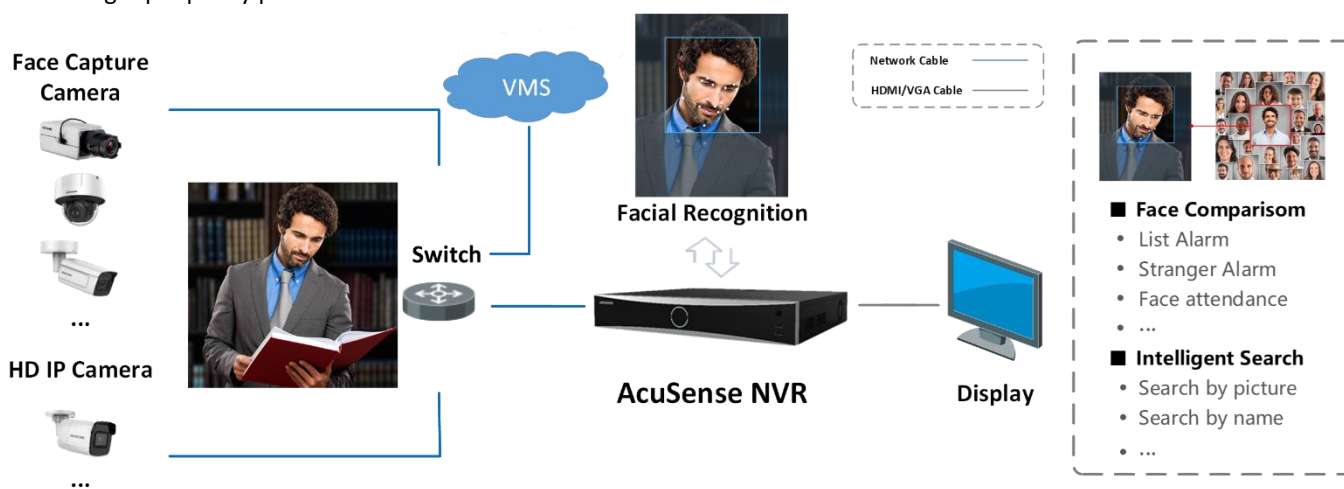 Face Capture
Camera
...
HD IP Camera
...
VMS
Switch
Facial Recognition
AcuSense NVR
Display
Network Cable
HDMI/VGA Cable
■ Face Comparisom
• List Alarm
• Stranger Alarm
• Face attendance
• ...
■ Intelligent Search
• Search by picture
• Search by name
• ...